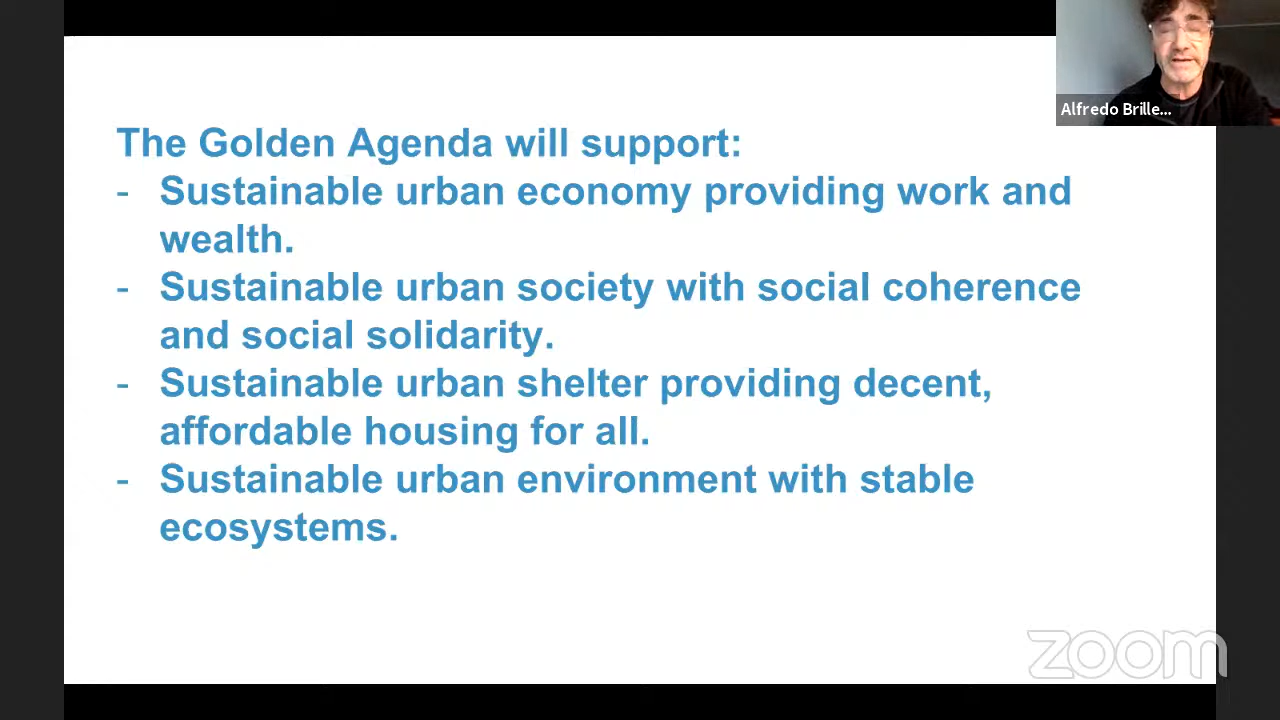 The Golden Agenda will support:
- Sustainable urban economy providing work and
wealth.
- Sustainable urban society with social coherence
and social solidarity.
- Sustainable urban shelter providing decent,
affordable housing for all.
- Sustainable urban environment with stable
ecosystems.
Alfredo Brille...
zoom